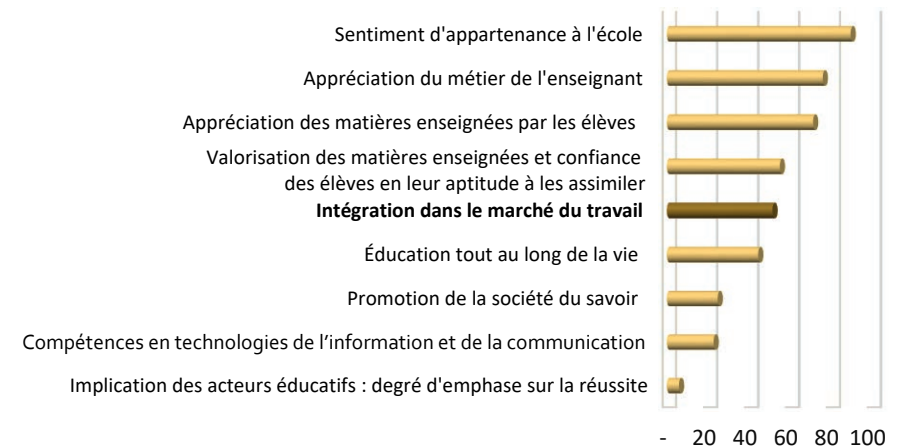 Sentiment d'appartenance à l'école
Appréciation du métier de l'enseignant
Appréciation des matières enseignées par les élèves
Valorisation des matières enseignées et confiance
des élèves en leur aptitude à les assimiler
Intégration dans le marché du travail
Éducation tout au long de la vie
Promotion de la société du savoir
Compétences en technologies de l’information et de la communication
Implication des acteurs éducatifs : degré d'emphase sur la réussite
- 20 40 60 80 100